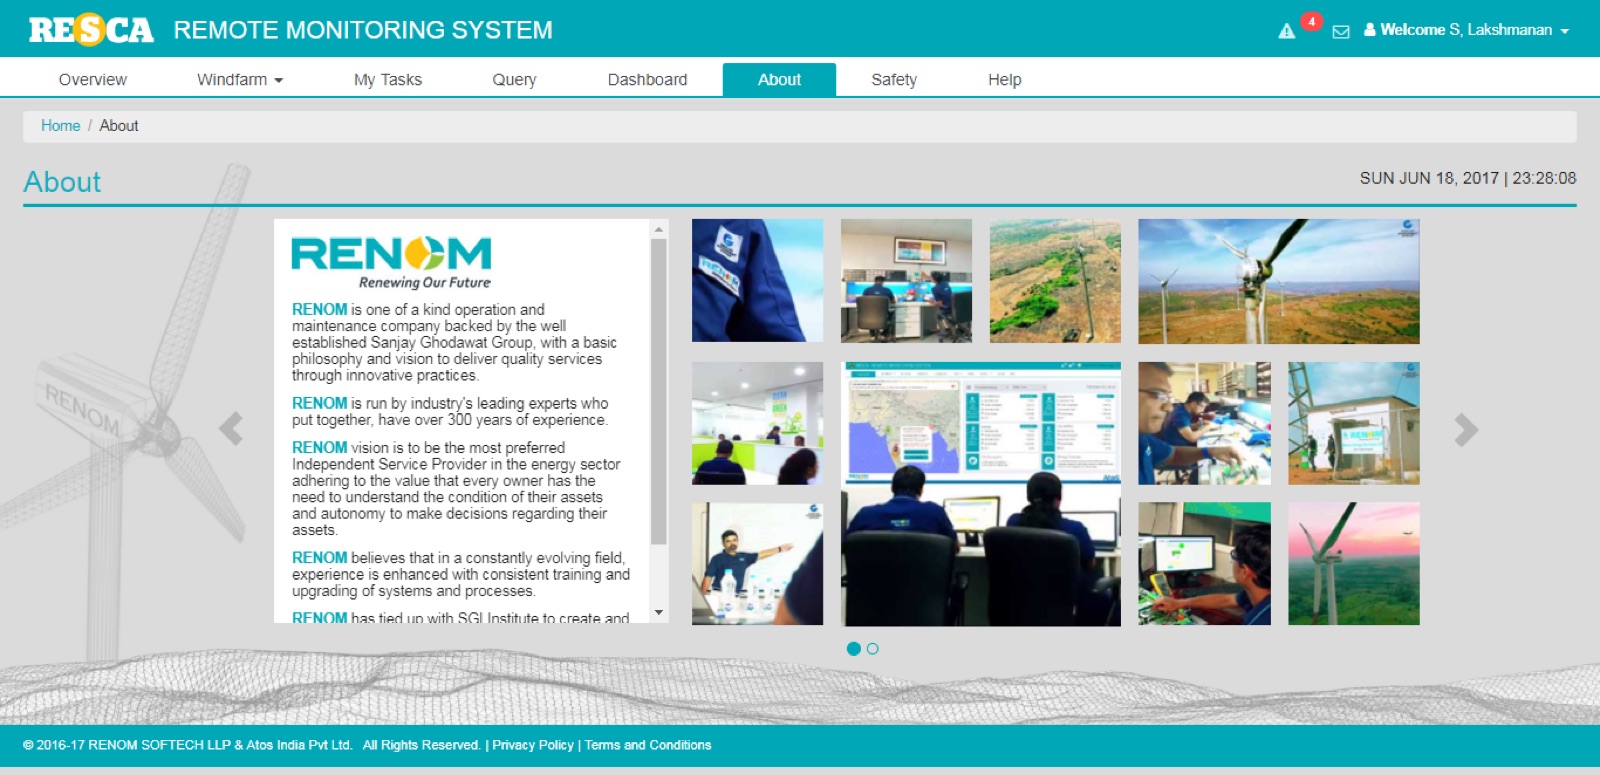 RESCA REMOTE MONITORING SYSTEM
4
Welcome S, Lakshmanan
Overview Windfarm My Tasks Query Dashboard About Safety Help
Home / About
About
SUN JUN 18, 2017 | 23:28:08
RENOM
RENOM
Renewing Our Future
RENOM is one of a kind operation and
maintenance company backed by the well
established Sanjay Ghodawat Group, with a basic
philosophy and vision to deliver quality services
through innovative practices.
RENOM is run by industry's leading experts who
put together, have over 300 years of experience.
RENOM vision is to be the most preferred
Independent Service Provider in the energy sector
adhering to the value that every owner has the
need to understand the condition of their assets
and autonomy to make decisions regarding their
assets.
RENOM believes that in a constantly evolving field,
experience is enhanced with consistent training and
upgrading of systems and processes.
RENOM has tied up with SGI Institute to create and
RENOM
RENOM
© 2016-17 RENOM SOFTECH LLP & Atos India Pvt Ltd. All Rights Reserved. | Privacy Policy | Terms and Conditions